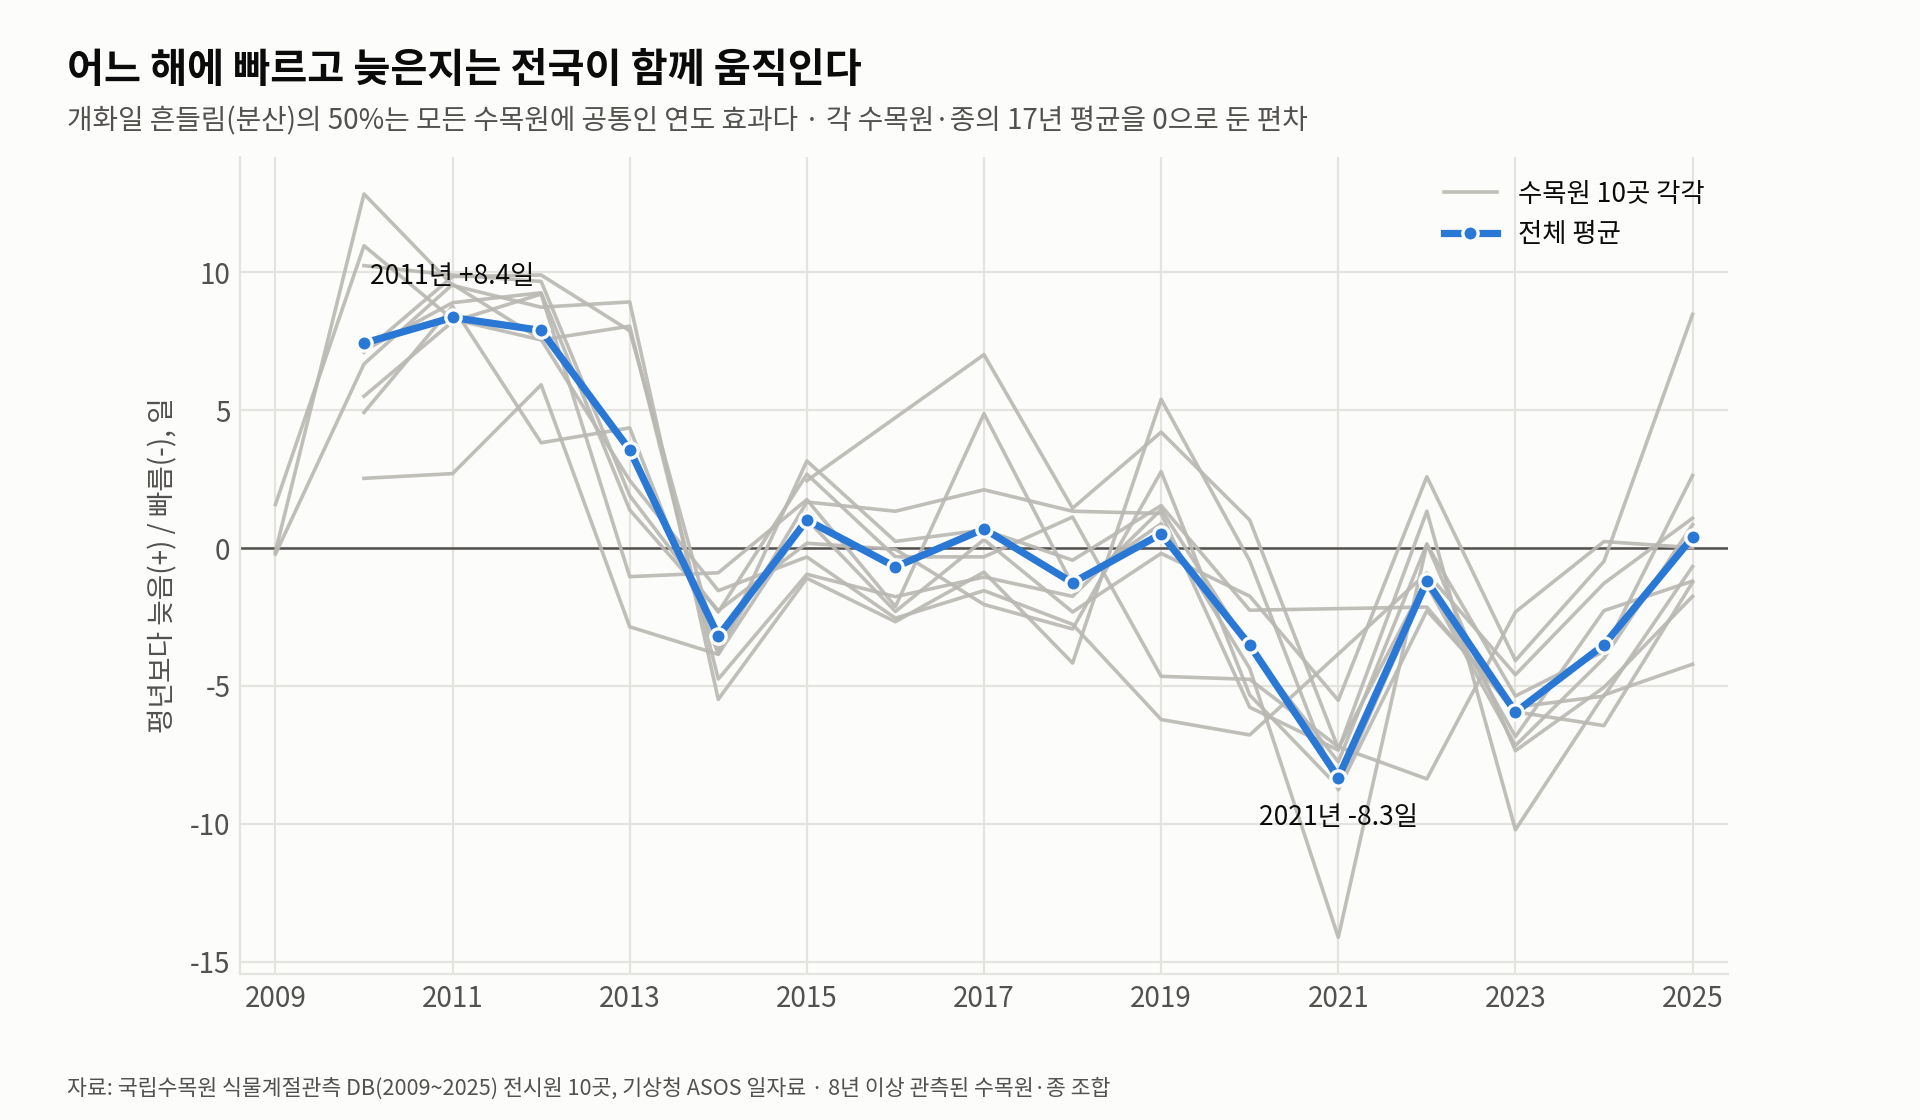 어느 해에 빠르고 늦은지는 전국이 함께 움직인다
개화일 흔들림(분산)의 50%는 모든 수목원에 공통인 연도 효과다 · 각 수목원·종의 17년 평균을 0으로 둔 편차
수목원 10곳 각각
전체 평균
평년보다 늦음(+) / 빠름(-), 일
10
5
0
-5
-10
-15
2011년 +8.4일
2021년 -8.3일
2009 2011 2013 2015 2017 2019 2021 2023 2025
자료: 국립수목원 식물계절관측 DB(2009~2025) 전시원 10곳, 기상청 ASOS 일자료 · 8년 이상 관측된 수목원·종 조합